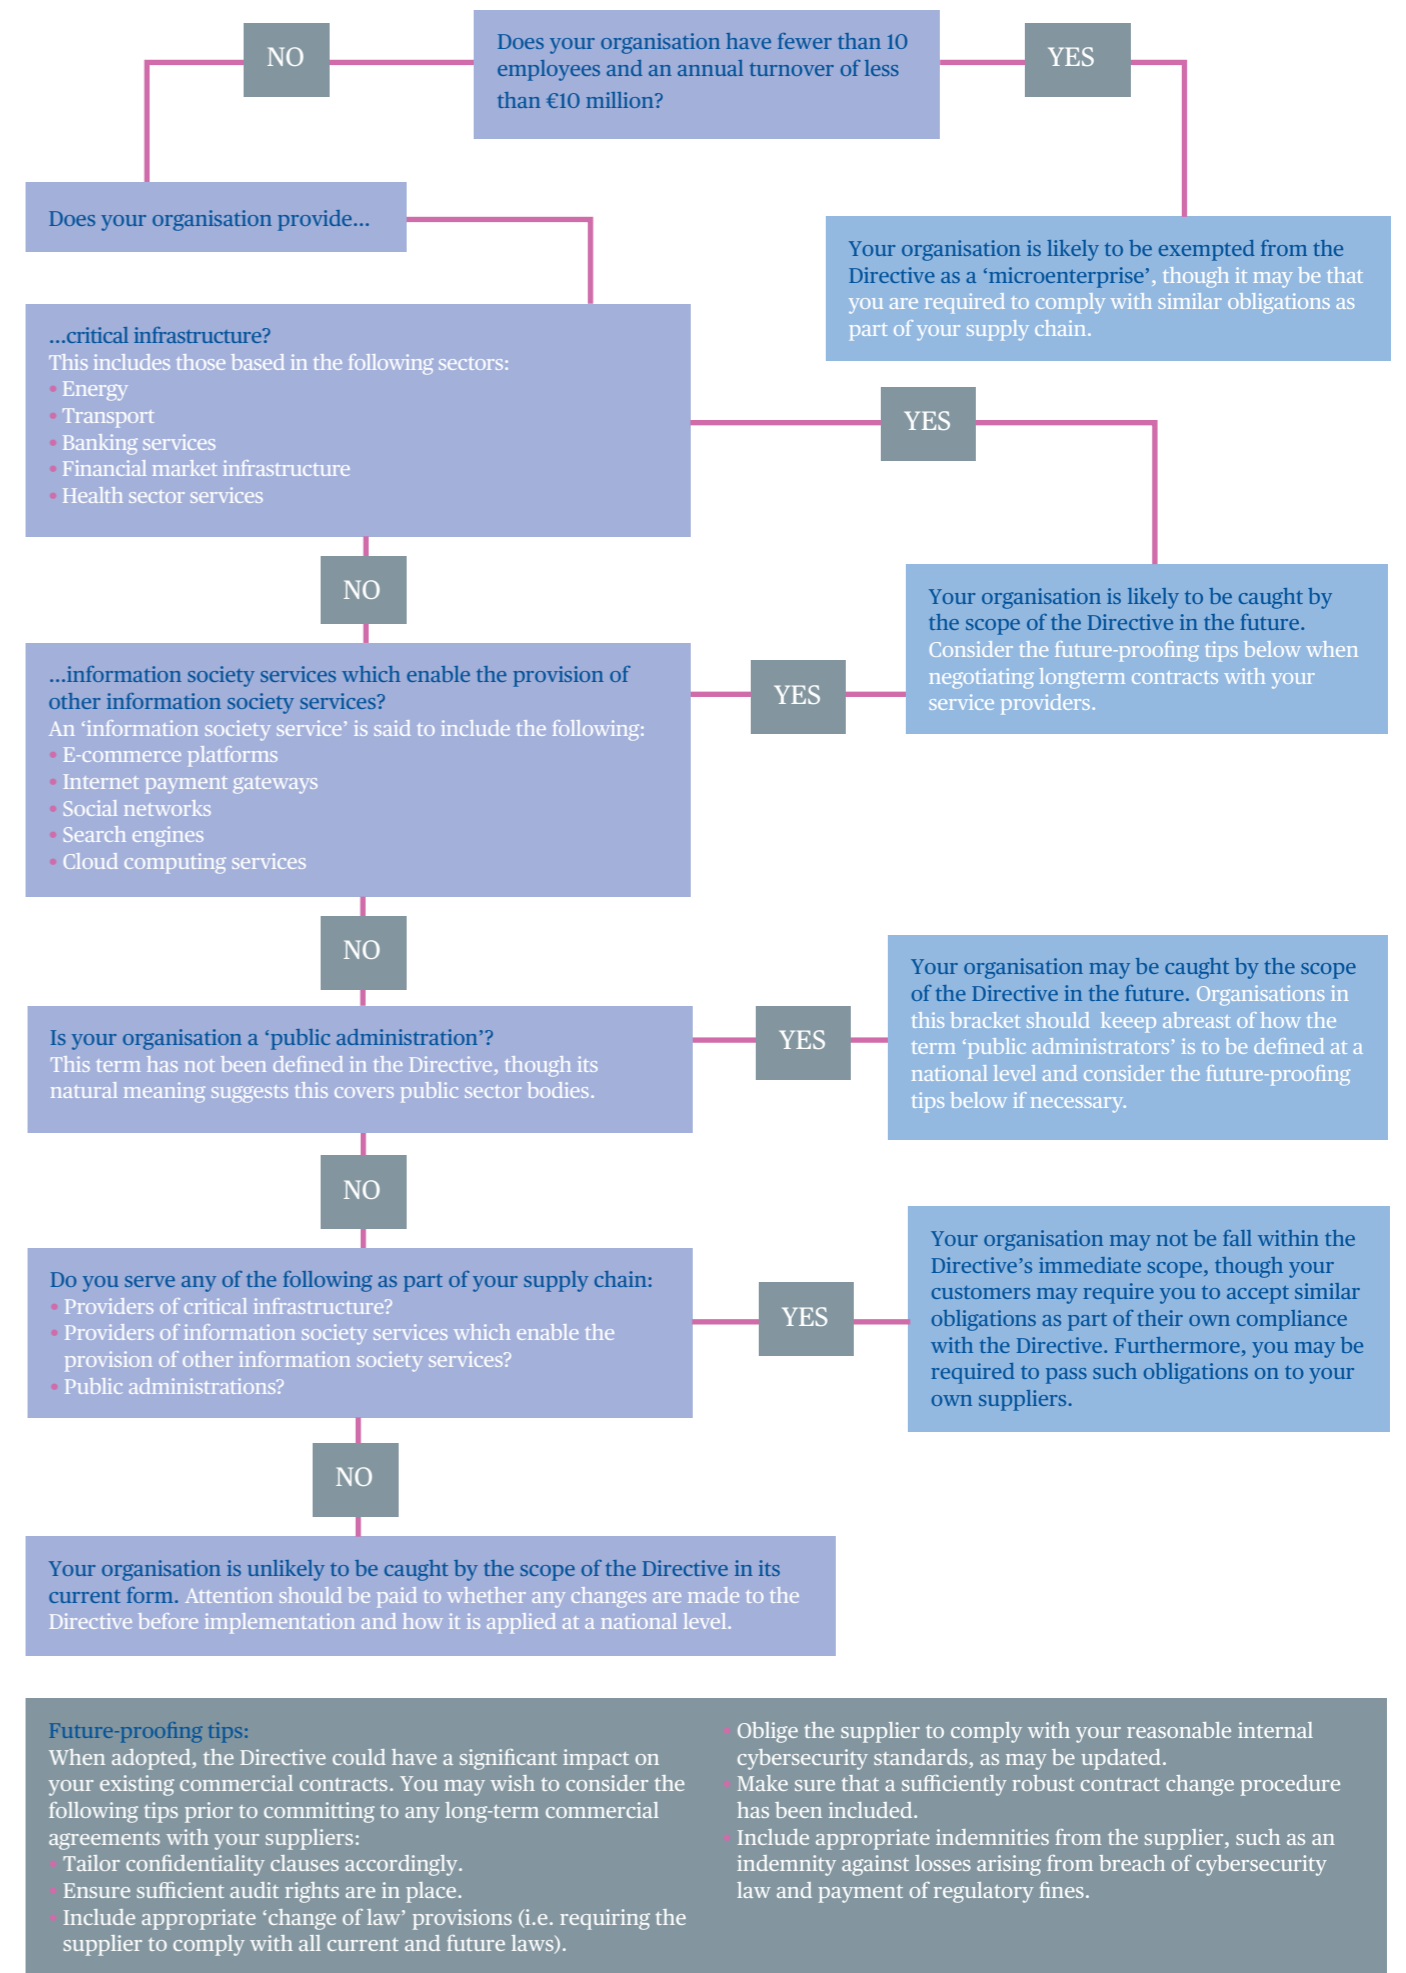 NO
Does your organisation have fewer than 10
employees and an annual turnover of less
than €10 million?
YES
Does your organisation provide...
Your organisation is likely to be exempted from the
Directive as a ‘microenterprise’, though it may be that
you are required to comply with similar obligations as
part of your supply chain.
...critical infrastructure?
This includes those based in the following sectors:
• Energy
• Transport
• Banking services
• Financial market infrastructure
• Health sector services
YES
NO
Your organisation is likely to be caught by
the scope of the Directive in the future.
Consider the future-proofing tips below when
negotiating longterm contracts with your
service providers.
...information society services which enable the provision of
other information society services?
An ‘information society service’ is said to include the following:
• E-commerce platforms
• Internet payment gateways
• Social networks
• Search engines
• Cloud computing services
YES
NO
Is your organisation a ‘public administration’?
This term has not been defined in the Directive, though its
natural meaning suggests this covers public sector bodies.
YES
Your organisation may be caught by the scope
of the Directive in the future. Organisations in
this bracket should keeep abreast of how the
term ‘public administrators’ is to be defined at a
national level and consider the future-proofing
tips below if necessary.
NO
Do you serve any of the following as part of your supply chain:
• Providers of critical infrastructure?
• Providers of information society services which enable the
provision of other information society services?
• Public administrations?
YES
Your organisation may not be fall within the
Directive’s immediate scope, though your
customers may require you to accept similar
obligations as part of their own compliance
with the Directive. Furthermore, you may be
required to pass such obligations on to your
own suppliers.
NO
Your organisation is unlikely to be caught by the scope of the Directive in its
current form. Attention should be paid to whether any changes are made to the
Directive before implementation and how it is applied at a national level.
Future-proofing tips:
When adopted, the Directive could have a significant impact on
your existing commercial contracts. You may wish to consider the
following tips prior to committing to any long-term commercial
agreements with your suppliers:
• Tailor confidentiality clauses accordingly.
• Ensure sufficient audit rights are in place.
• Include appropriate ‘change of law’ provisions (i.e. requiring the
supplier to comply with all current and future laws).
• Oblige the supplier to comply with your reasonable internal
cybersecurity standards, as may be updated.
• Make sure that a sufficiently robust contract change procedure
has been included.
• Include appropriate indemnities from the supplier, such as an
indemnity against losses arising from breach of cybersecurity
law and payment of regulatory fines.